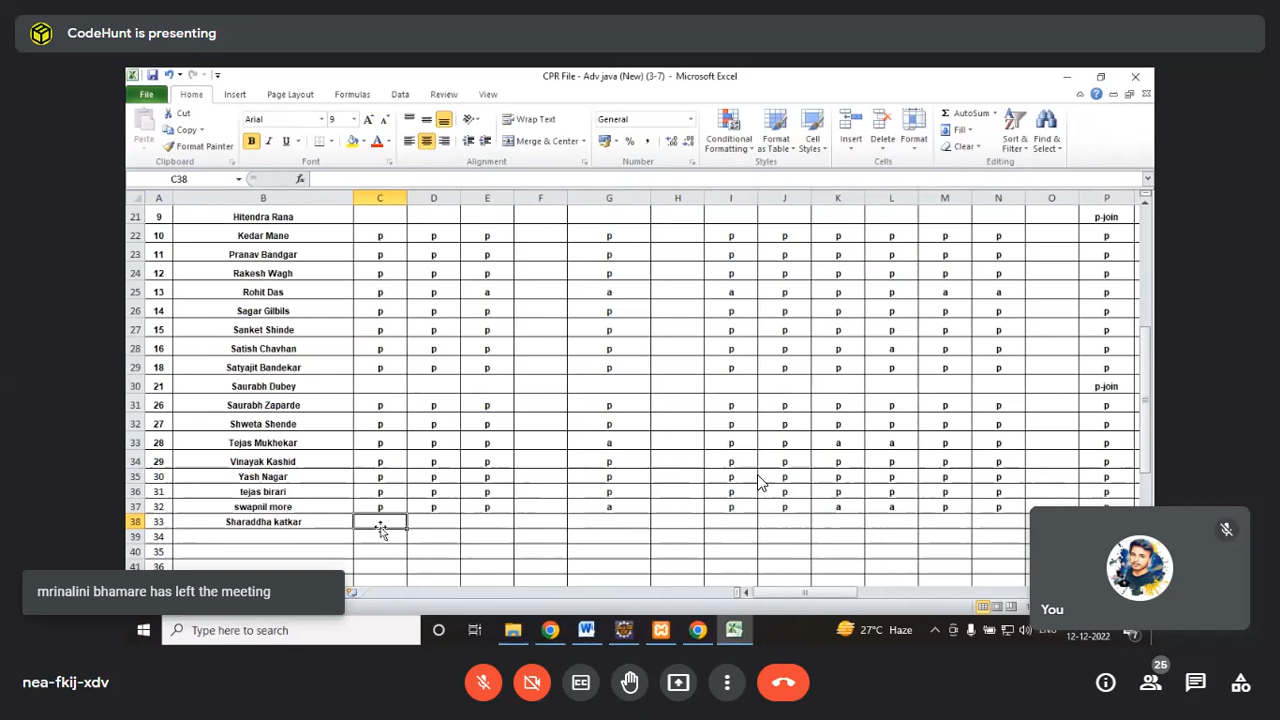 CodeHunt is presenting
CPR File - Adv java (New) (3-7) - Microsoft Excel
File Home Insert Page Layout Formulas Data Review View
Paste Cut Copy Format Painter Clipboard
Arial 9 A A B I U A Font
Wrap Text Merge & Center Alignment
General % , Number
Conditional Formatting Format as Table Cell Styles Styles
Insert Delete Format Cells
AutoSum Fill Clear Sort & Filter Find & Select Editing
C38 fx
A B C D E F G H I J K L M N O P
21 9 Hitendra Rana p-join
22 10 Kedar Mane p p p p p p p p p p p
23 11 Pranav Bandgar p p p p p p p p p p p
24 12 Rakesh Wagh p p p p p p p p p p p
25 13 Rohit Das p p a a a p p p a a p
26 14 Sagar Gilbils p p p p p p p p p p p
27 15 Sanket Shinde p p p p p p p p p p p
28 16 Satish Chavhan p p p p p p p a p p p
29 18 Satyajit Bandekar p p p p p p p p p p p
30 21 Saurabh Dubey p-join
31 26 Saurabh Zaparde p p p p p p p p p p p
32 27 Shweta Shende p p p p p p p p p p p
33 28 Tejas Mukhekar p p p a p p a a p p p
34 29 Vinayak Kashid p p p p p p p p p p p
35 30 Yash Nagar p p p p p p p p p p p
36 31 tejas birari p p p p p p p p p p p
37 32 swapnil more p p p a p p a a p p p
38 33 Sharaddha katkar
39 34
40 35
41 36
mrinalini bhamare has left the meeting
You
Type here to search
27°C Haze
12-12-2022
nea-fkij-xdv
CC
25